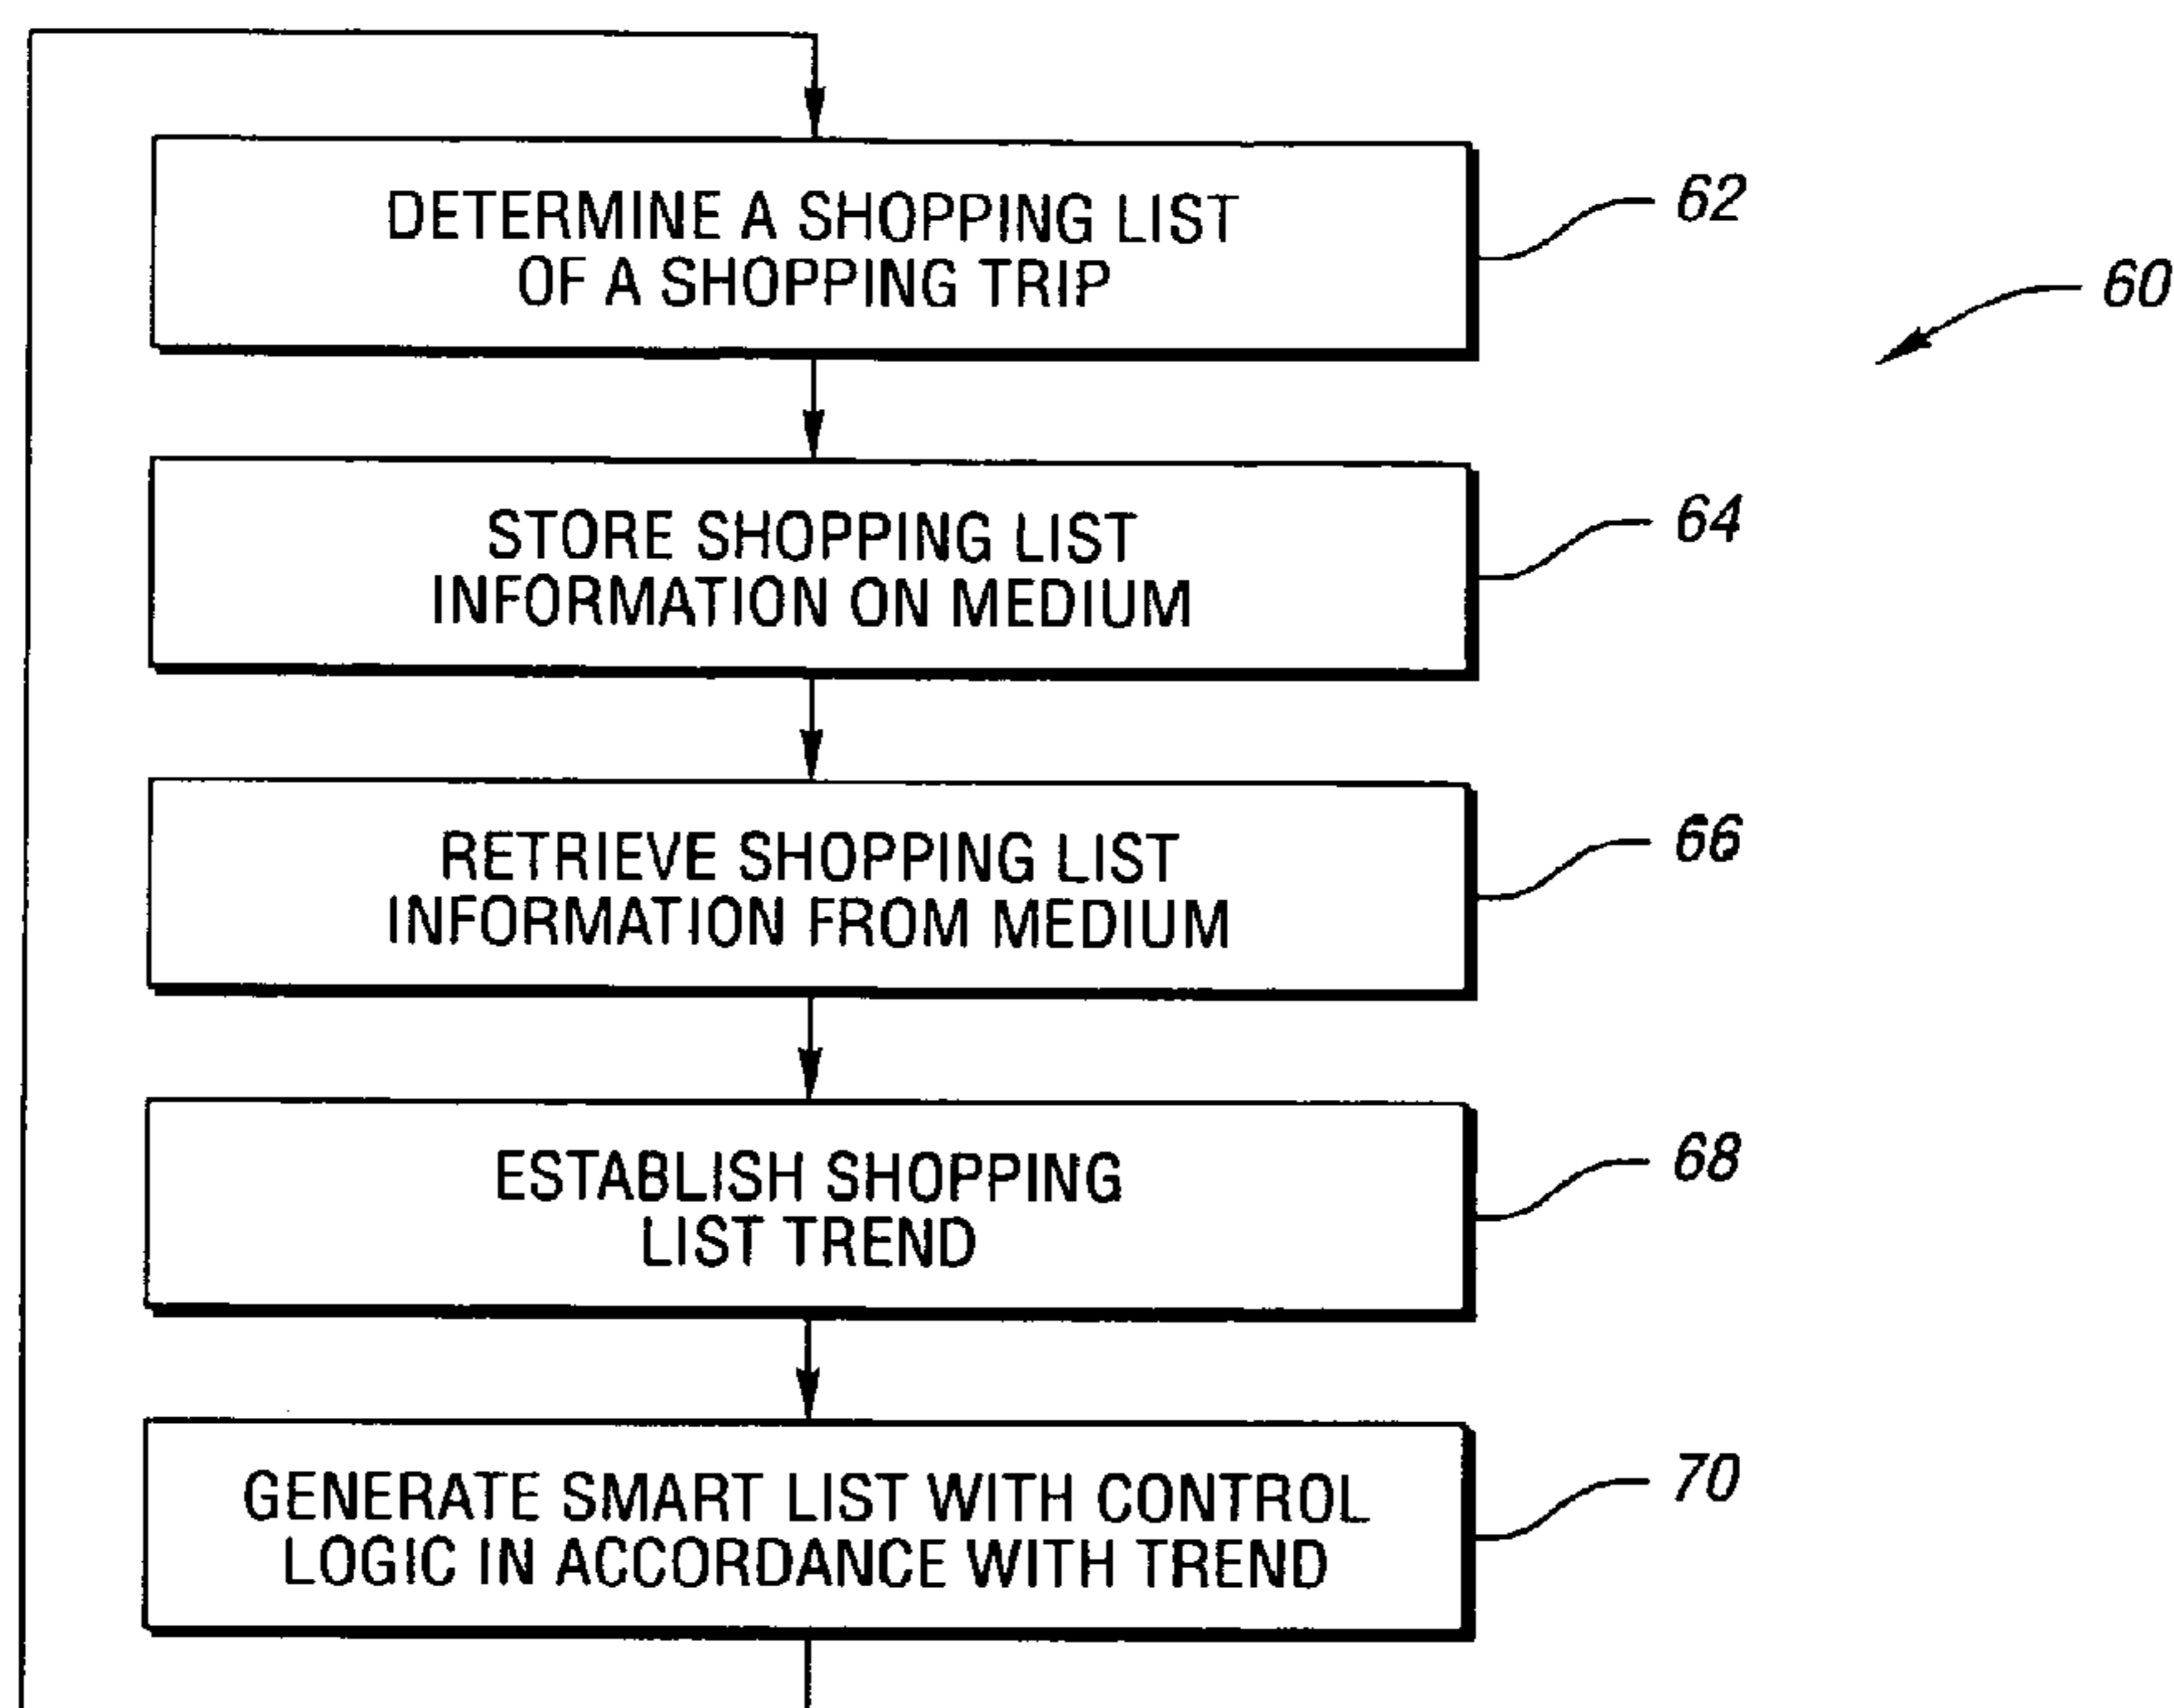 DETERMINE A SHOPPING LIST
OF A SHOPPING TRIP
62
60
STORE SHOPPING LIST
INFORMATION ON MEDIUM
64
RETRIEVE SHOPPING LIST
INFORMATION FROM MEDIUM
66
ESTABLISH SHOPPING
LIST TREND
68
GENERATE SMART LIST WITH CONTROL
LOGIC IN ACCORDANCE WITH TREND
70